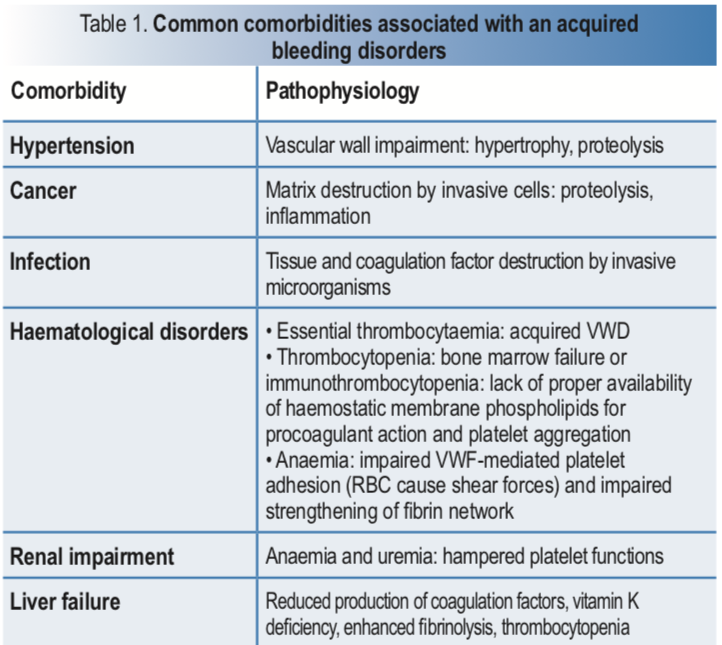 Table 1. Common comorbidities associated with an acquired
bleeding disorders
Comorbidity
Pathophysiology
Hypertension
Vascular wall impairment: hypertrophy, proteolysis
Cancer
Matrix destruction by invasive cells: proteolysis,
inflammation
Infection
Tissue and coagulation factor destruction by invasive
microorganisms
Haematological disorders
• Essential thrombocytaemia: acquired VWD
• Thrombocytopenia: bone marrow failure or
immunothrombocytopenia: lack of proper availability
of haemostatic membrane phospholipids for
procoagulant action and platelet aggregation
• Anaemia: impaired VWF-mediated platelet
adhesion (RBC cause shear forces) and impaired
strengthening of fibrin network
Renal impairment
Anaemia and uremia: hampered platelet functions
Liver failure
Reduced production of coagulation factors, vitamin K
deficiency, enhanced fibrinolysis, thrombocytopenia